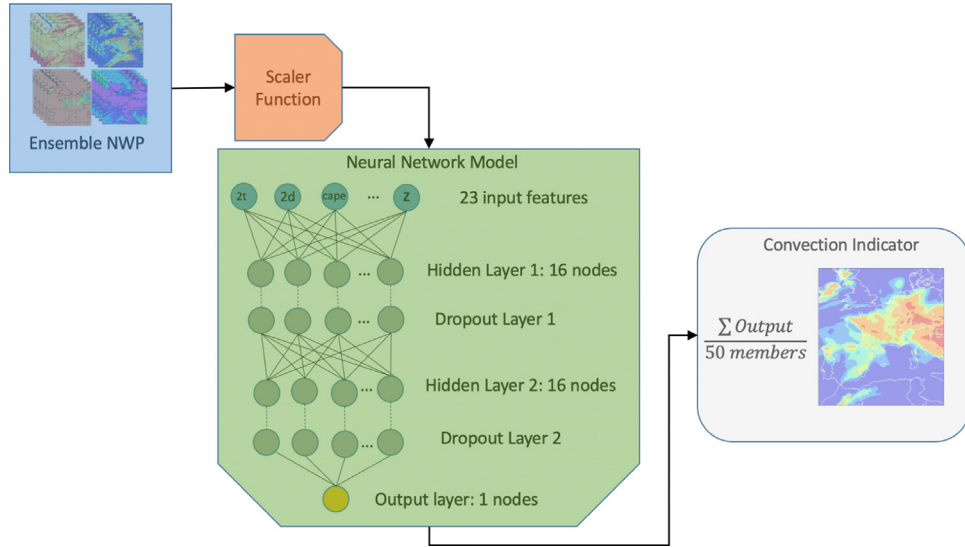 Ensemble NWP
Scaler
Function
Neural Network Model
2t 2d cape ... Z
23 input features
...
Hidden Layer 1: 16 nodes
...
Dropout Layer 1
...
Hidden Layer 2: 16 nodes
...
Dropout Layer 2
Output layer: 1 nodes
Convection Indicator
∑ Output
50 members